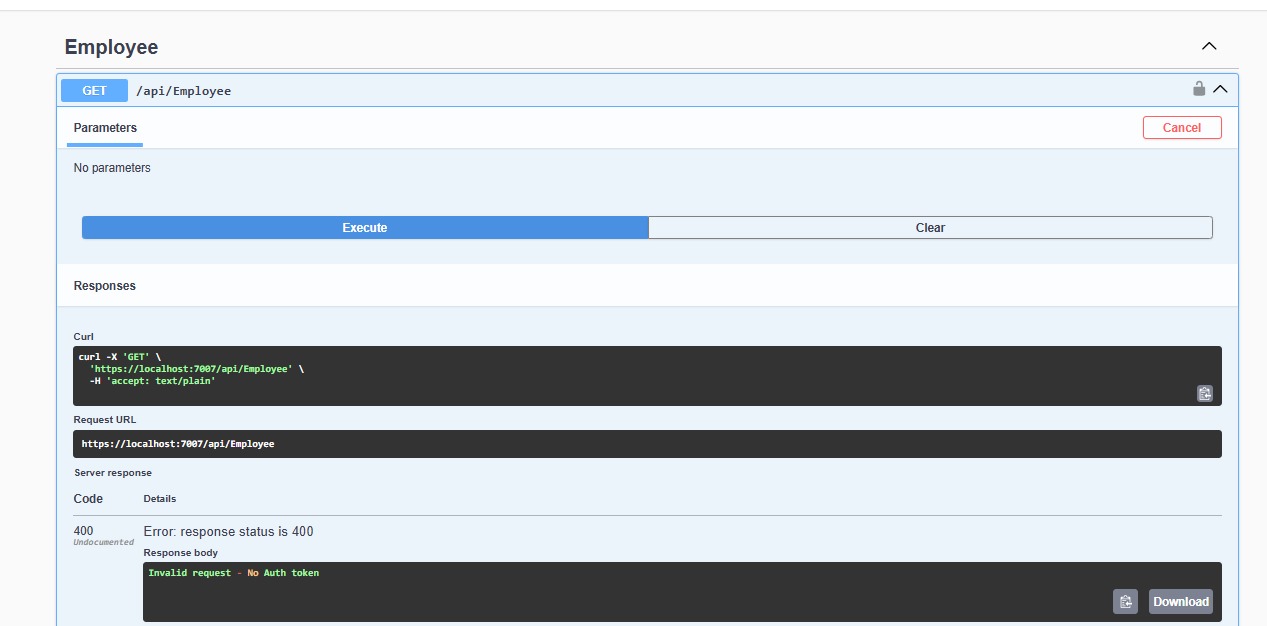 Employee
GET /api/Employee
Parameters
Cancel
No parameters
Execute
Clear
Responses
Curl
curl -X 'GET' \
'https://localhost:7007/api/Employee' \
-H 'accept: text/plain'
Request URL
https://localhost:7007/api/Employee
Server response
Code Details
400 Error: response status is 400
Undocumented
Response body
Invalid request - No Auth token
Download